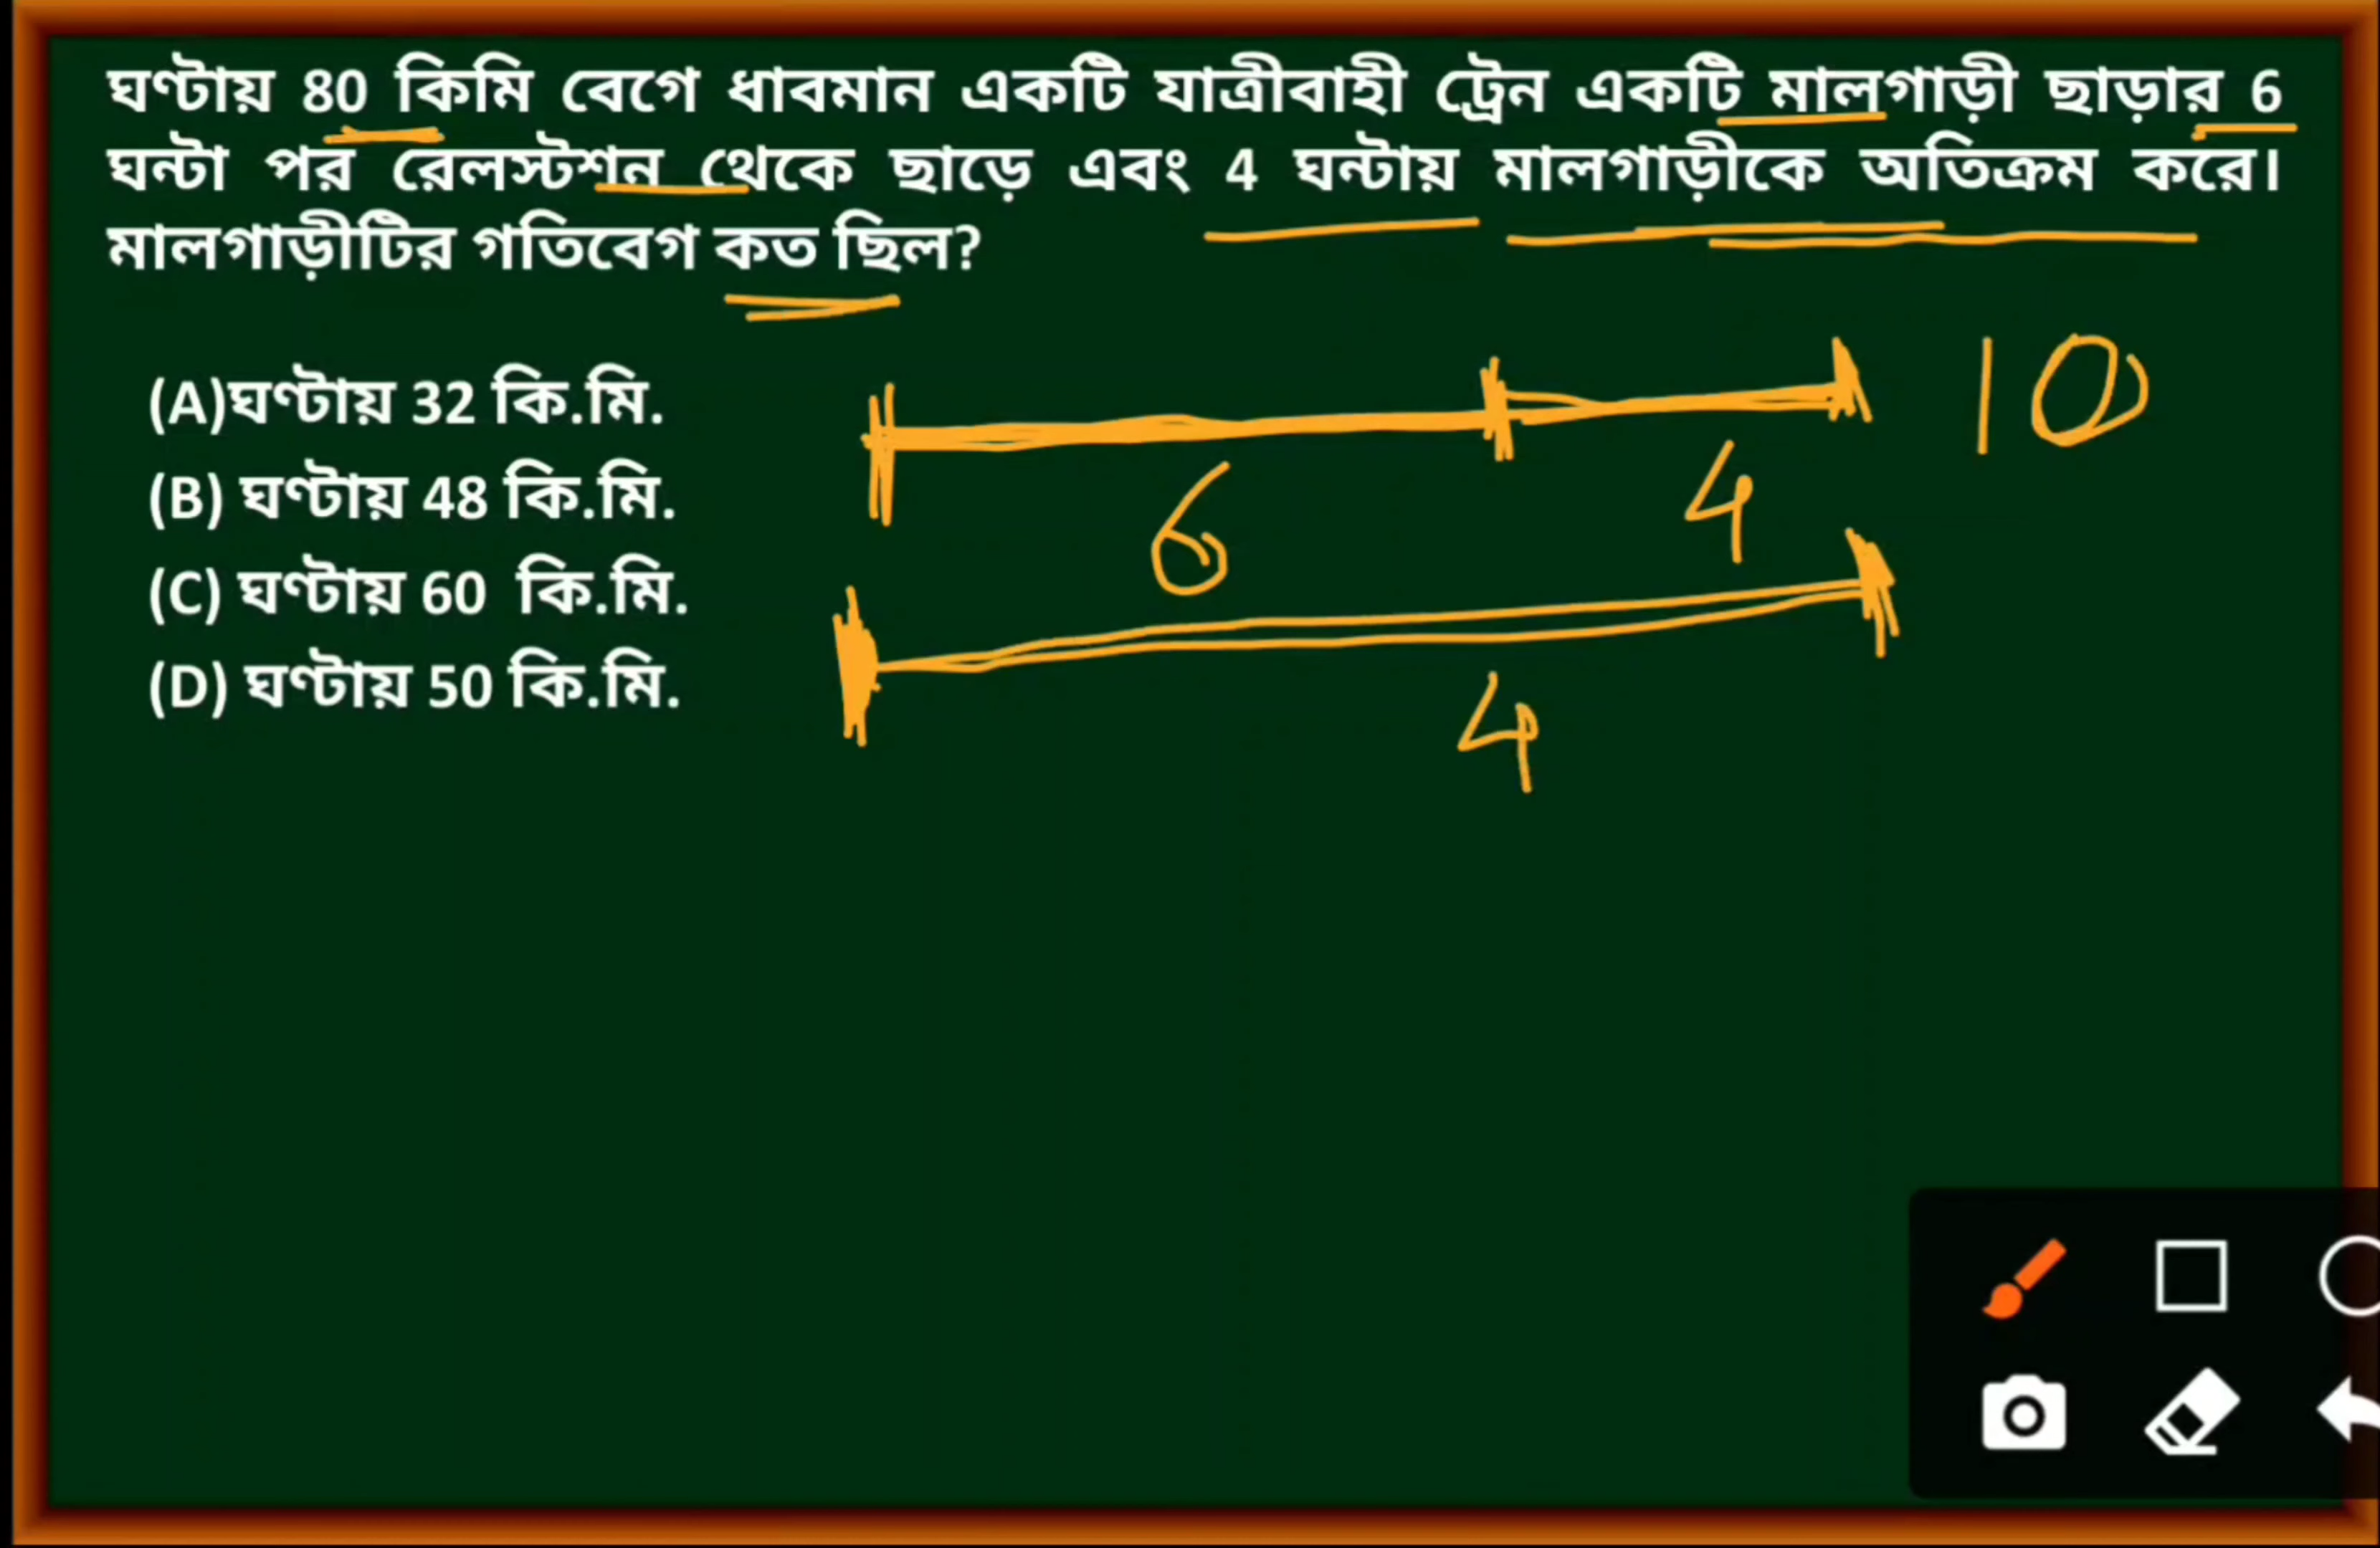 ঘণ্টায় 80 কিমি বেগে ধাবমান একটি যাত্রীবাহী ট্রেন একটি মালগাড়ী ছাড়ার 6
ঘন্টা পর রেলস্টশন থেকে ছাড়ে এবং 4 ঘন্টায় মালগাড়ীকে অতিক্রম করে।
মালগাড়ীটির গতিবেগ কত ছিল?
(A)ঘণ্টায় 32 কি.মি.
(B) ঘণ্টায় 48 কি.মি.
(C) ঘণ্টায় 60 কি.মি.
(D) ঘণ্টায় 50 কি.মি.
10
6 4
4